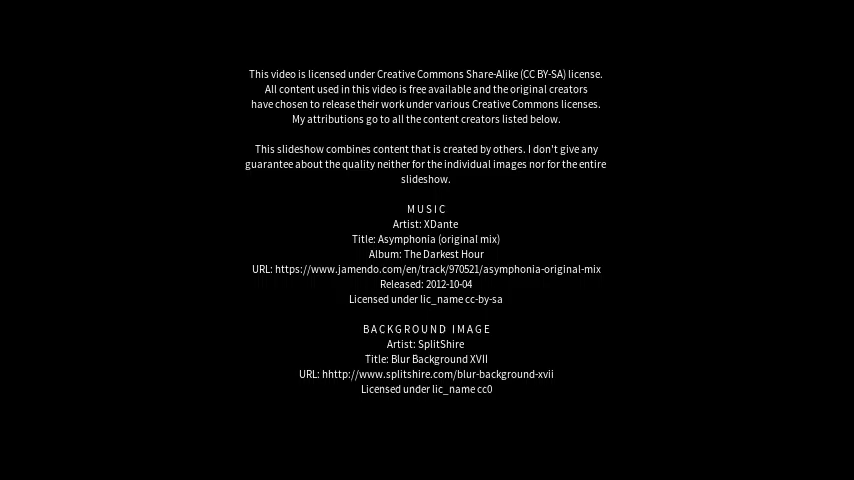 This video is licensed under Creative Commons Share-Alike (CC BY-SA) license.
All content used in this video is free available and the original creators
have chosen to release their work under various Creative Commons licenses.
My attributions go to all the content creators listed below.
This slideshow combines content that is created by others. I don't give any
guarantee about the quality neither for the individual images nor for the entire
slideshow.
MUSIC
Artist: XDante
Title: Asymphonia (original mix)
Album: The Darkest Hour
URL: https://www.jamendo.com/en/track/970521/asymphonia-original-mix
Released: 2012-10-04
Licensed under lic_name cc-by-sa
BACKGROUND IMAGE
Artist: SplitShire
Title: Blur Background XVII
URL: hhttp://www.splitshire.com/blur-background-xvii
Licensed under lic_name cc0